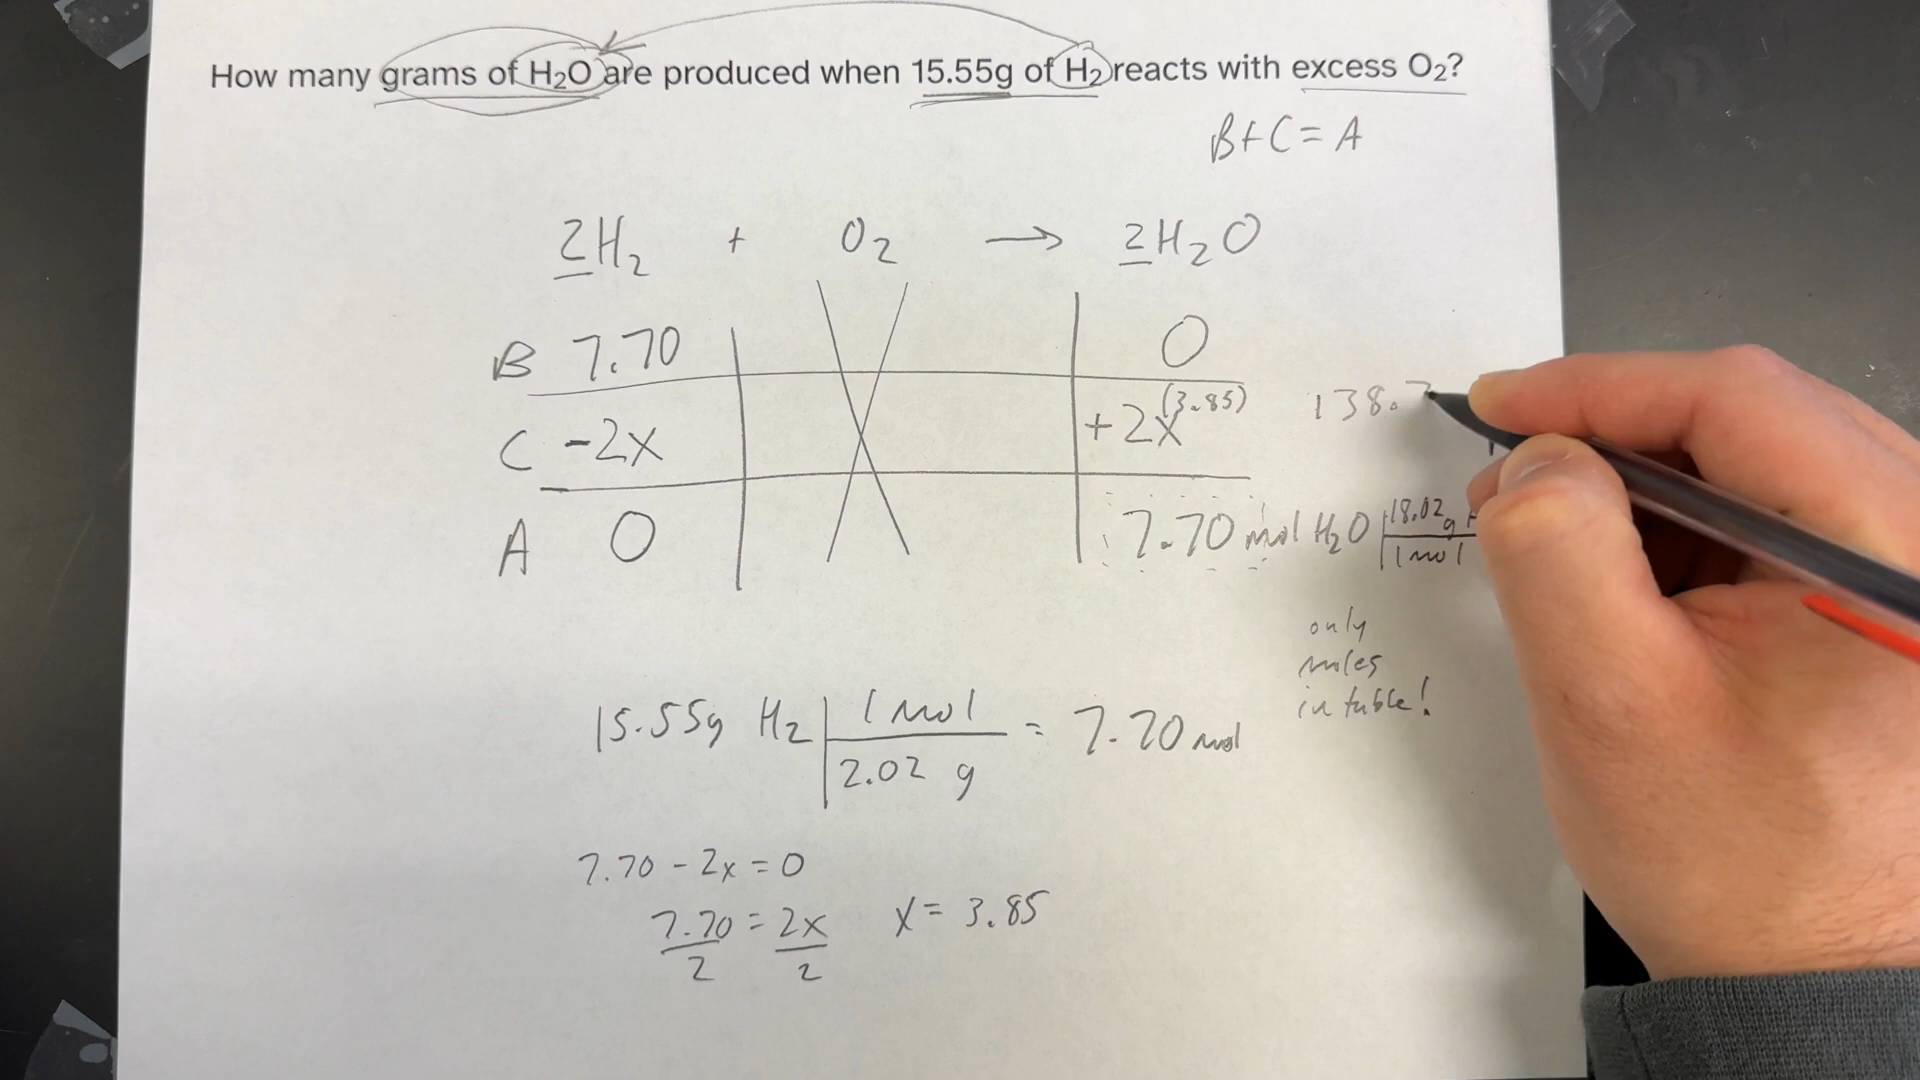 How many grams of H2O are produced when 15.55g of H2 reacts with excess O2?
B+C=A
2H2 + O2 → 2H2O
B 7.70 0
C -2x +2x (3.85) 138.7
A 0 7.70 mol H2O 18.02g
1 mol
only
moles
in table!
15.55g H2 1 mol = 7.70 mol
2.02 g
7.70 - 2x = 0
7.70 = 2x x = 3.85
2 2